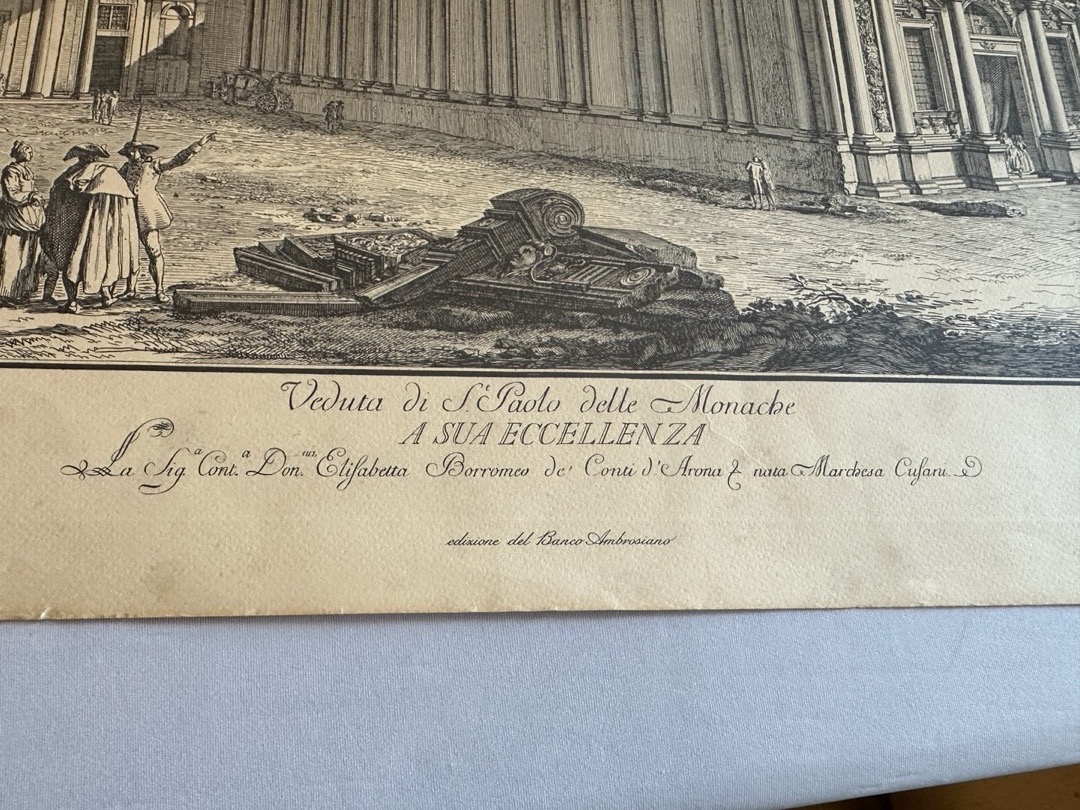 Veduta di S.t Paolo delle Monache
A SUA ECCELLENZA
La Sig.a Cont.a Don.na Elisabetta Borromeo de' Conti d'Arona & nata Marchesa Cusani
edizione del Banco Ambrosiano